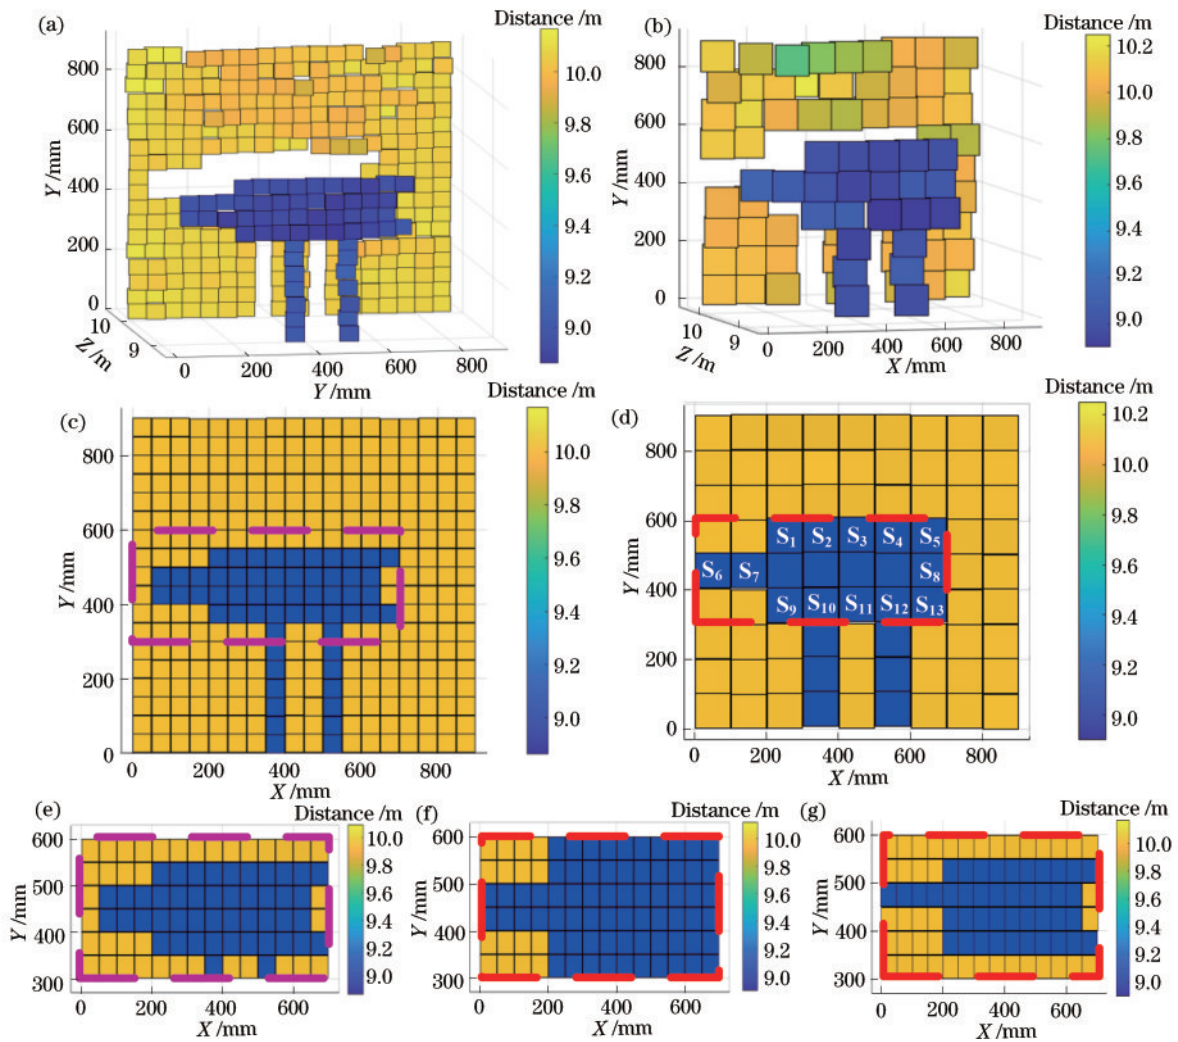 (a)
Distance /m
10.0
9.8
9.6
9.4
9.2
9.0
Y/mm
800
600
400
200
0
10
9
Z /m
0 200 400 600 800
Y/mm
(b)
Distance /m
10.2
10.0
9.8
9.6
9.4
9.2
9.0
Y/mm
800
600
400
200
0
10
9
Z /m
0 200 400 600 800
X/mm
(c)
Distance /m
10.0
9.8
9.6
9.4
9.2
9.0
Y/mm
800
600
400
200
0
0 200 400 600 800
X/mm
(d)
Distance /m
10.2
10.0
9.8
9.6
9.4
9.2
9.0
Y/mm
800
600
400
200
0
S1 S2 S3 S4 S5
S6 S7 S8
S9 S10 S11 S12 S13
0 200 400 600 800
X/mm
(e)
Distance /m
10.0
9.8
9.6
9.4
9.2
9.0
Y/mm
600
500
400
300
0 200 400 600
X/mm
(f)
Distance /m
10.0
9.8
9.6
9.4
9.2
9.0
Y/mm
600
500
400
300
0 200 400 600
X/mm
(g)
Distance /m
10.0
9.8
9.6
9.4
9.2
9.0
Y/mm
600
500
400
300
0 200 400 600
X/mm